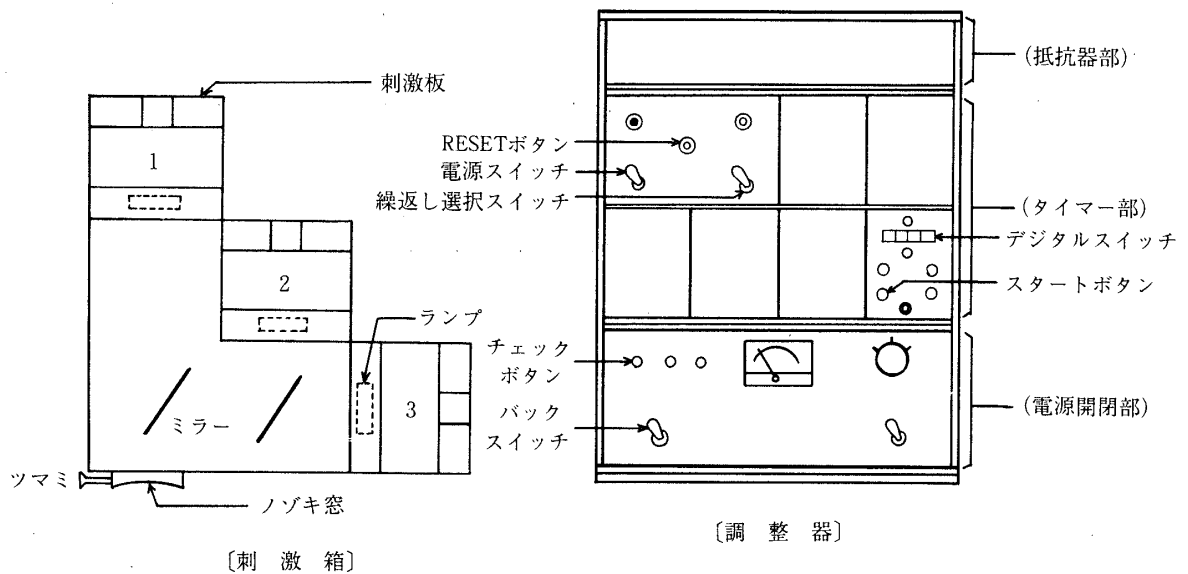 刺激板
1
2
3
ランプ
ミラー
ツマミ
ノゾキ窓
〔刺 激 箱〕
RESETボタン
電源スイッチ
繰返し選択スイッチ
チェック
ボタン
バック
スイッチ
(抵抗器部)
(タイマー部)
デジタルスイッチ
スタートボタン
(電源開閉部)
〔調 整 器〕